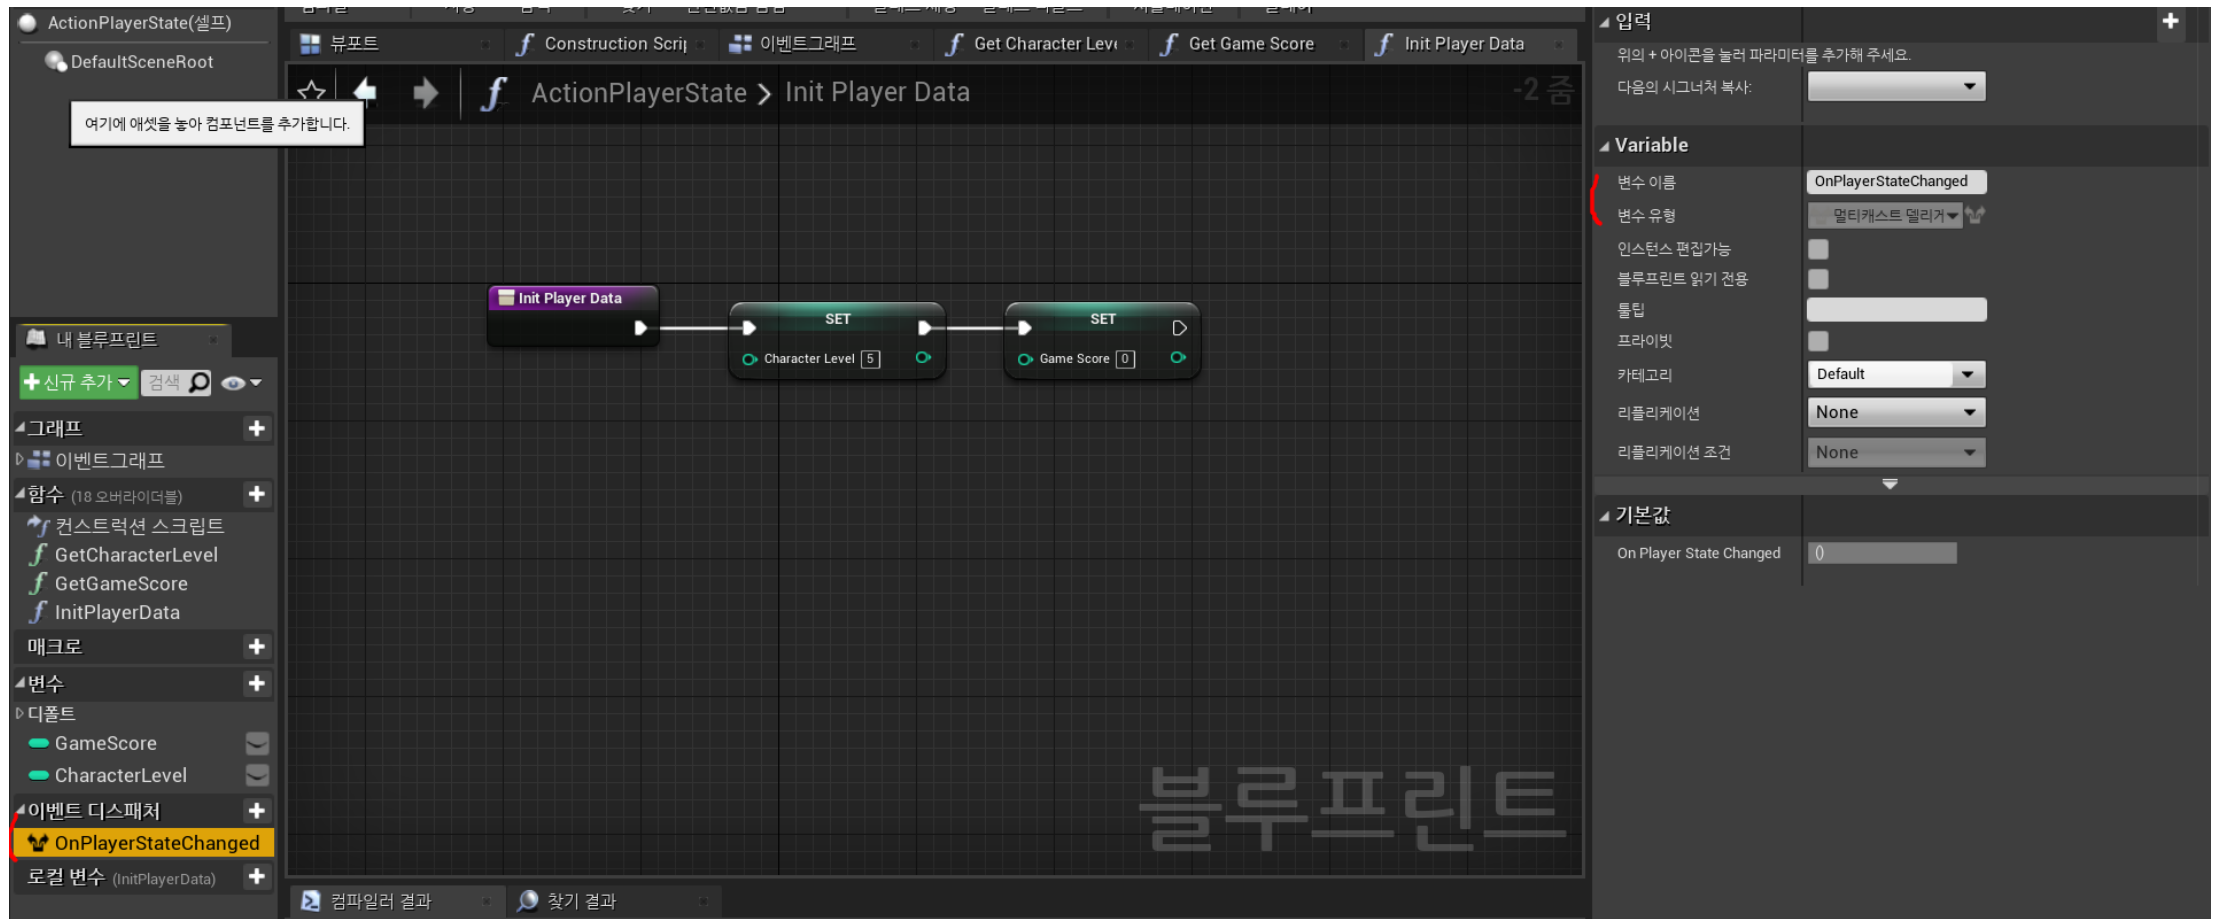 ActionPlayerState(셀프)
DefaultSceneRoot
여기에 애셋을 놓아 컴포넌트를 추가합니다.
뷰포트
Construction Scrip
이벤트그래프
Get Character Leve
Get Game Score
Init Player Data
ActionPlayerState > Init Player Data
-2 줌
Init Player Data
SET
Character Level 5
SET
Game Score 0
블루프린트
내 블루프린트
신규 추가
검색
그래프
이벤트그래프
함수 (18 오버라이더블)
컨스트럭션 스크립트
GetCharacterLevel
GetGameScore
InitPlayerData
매크로
변수
디폴트
GameScore
CharacterLevel
이벤트 디스패처
OnPlayerStateChanged
로컬 변수 (InitPlayerData)
컴파일러 결과
찾기 결과
입력
위의 + 아이콘을 눌러 파라미터를 추가해 주세요.
다음의 시그너처 복사:
Variable
변수 이름 OnPlayerStateChanged
변수 유형 멀티캐스트 델리거
인스턴스 편집가능
블루프린트 읽기 전용
툴팁
프라이빗
카테고리 Default
리플리케이션 None
리플리케이션 조건 None
기본값
On Player State Changed ()